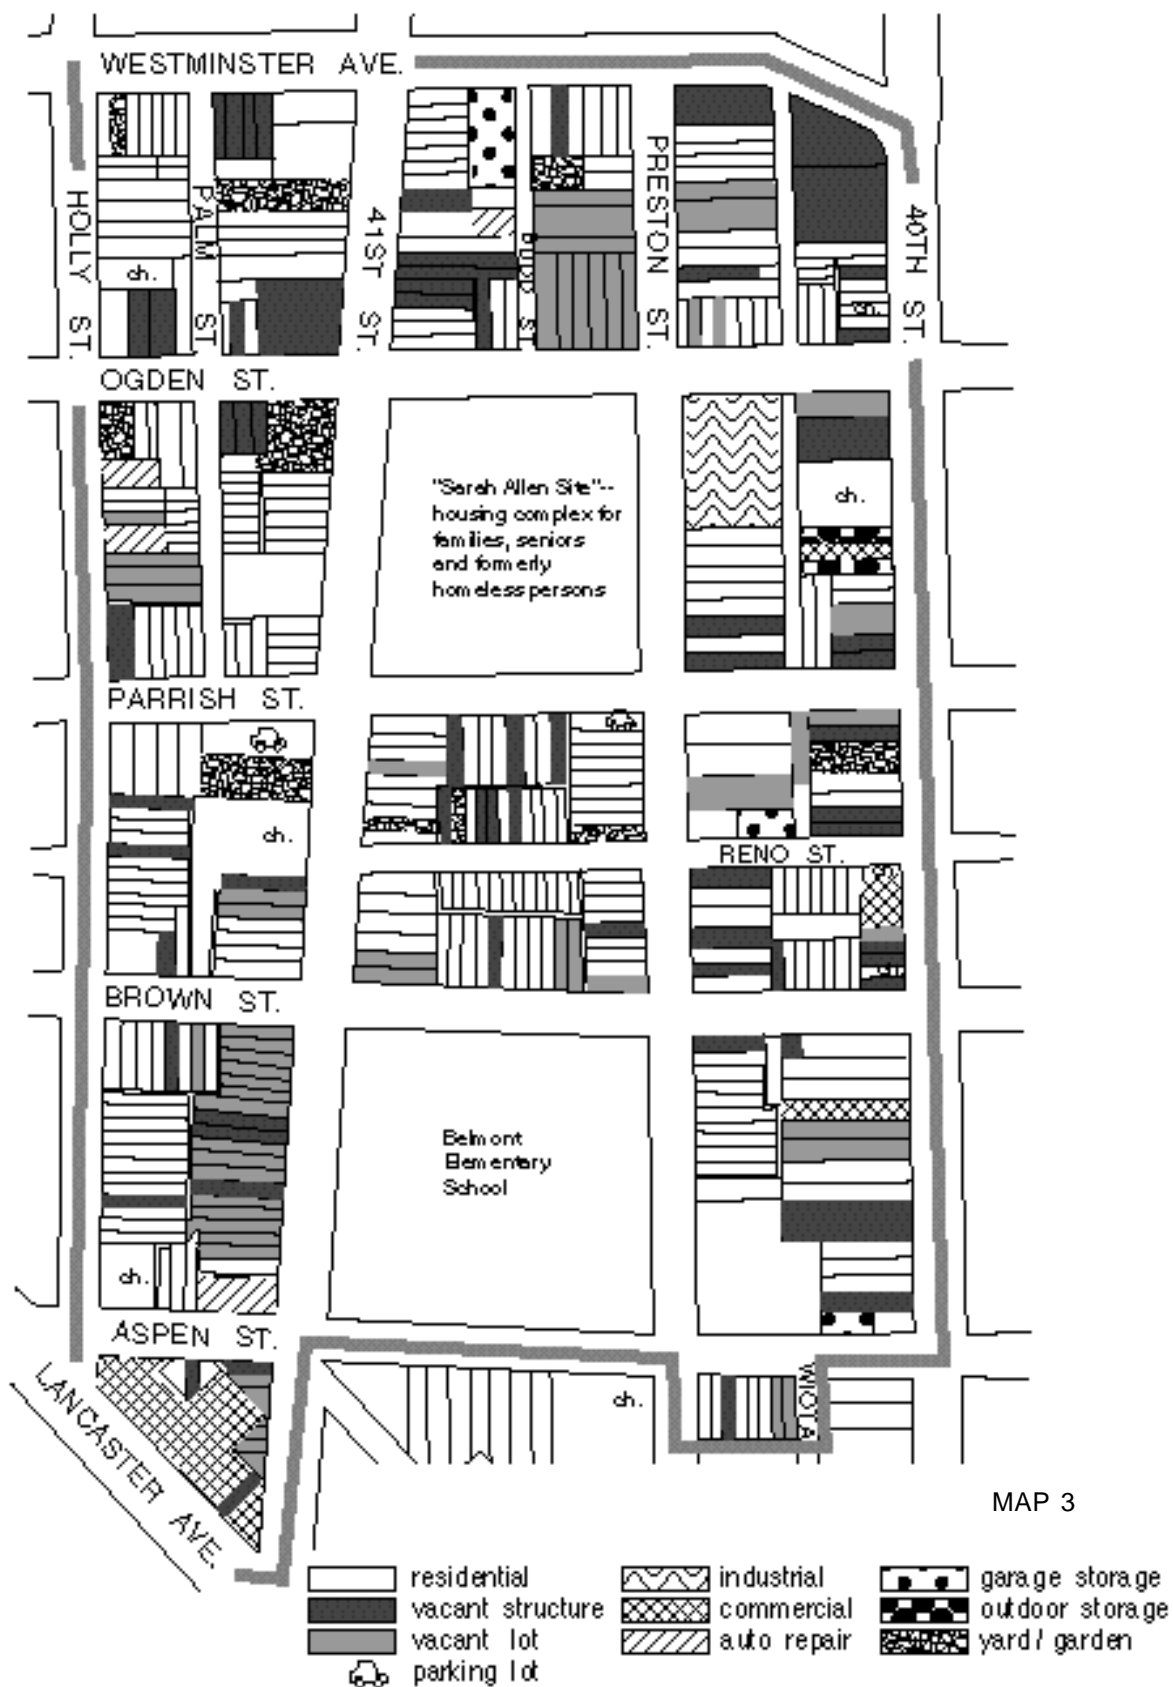 WESTMINSTER AVE.
HOLLY ST.
PALM ST.
41ST ST.
BUDD ST.
PRESTON ST.
40TH ST.
ch.
ch.
OGDEN ST.
"Sarah Allen Site"--
housing complex for
families, seniors
and formerly
homeless persons
ch.
PARRISH ST.
ch.
RENO ST.
ch.
ch.
BROWN ST.
Belmont
Elementary
School
ch.
ASPEN ST.
LANCASTER AVE.
ch.
WIOTA
MAP 3
residential
industrial
garage storage
vacant structure
commercial
outdoor storage
vacant lot
auto repair
yard/ garden
parking lot